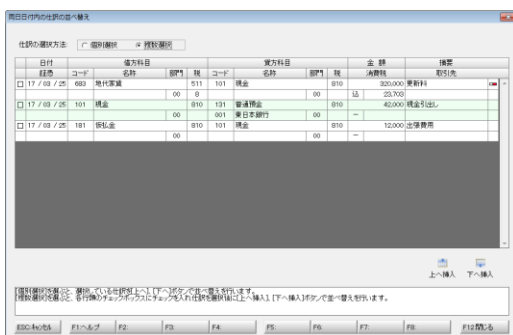 同日日付内の仕訳の並べ替え
仕訳の選択方法: 個別選択 複数選択
日付 借方科目 貸方科目 金額 摘要
証憑 コード 名称 部門 税 コード 名称 部門 税 消費税 取引先
17 / 03 / 25 683 地代家賃 511 101 現金 810 320,000 更新料
00 8 00 込 23,703
17 / 03 / 25 101 現金 810 131 普通預金 810 42,000 現金引出し
00 001 東日本銀行 00 ー
17 / 03 / 25 181 仮払金 810 101 現金 810 12,000 出張費用
00 00 ー
上へ挿入 下へ挿入
[個別選択]を選ぶと、選択している仕訳を[上へ]、[下へ]ボタンで並べ替えを行います。
[複数選択]を選ぶと、各行頭のチェックボックスにチェックを入れ仕訳を選択後に[上へ挿入]、[下へ挿入]ボタンで並べ替えを行います。
ESC:キャンセル F1:ヘルプ F2: F3: F4: F5: F6: F7: F8: F12:閉じる